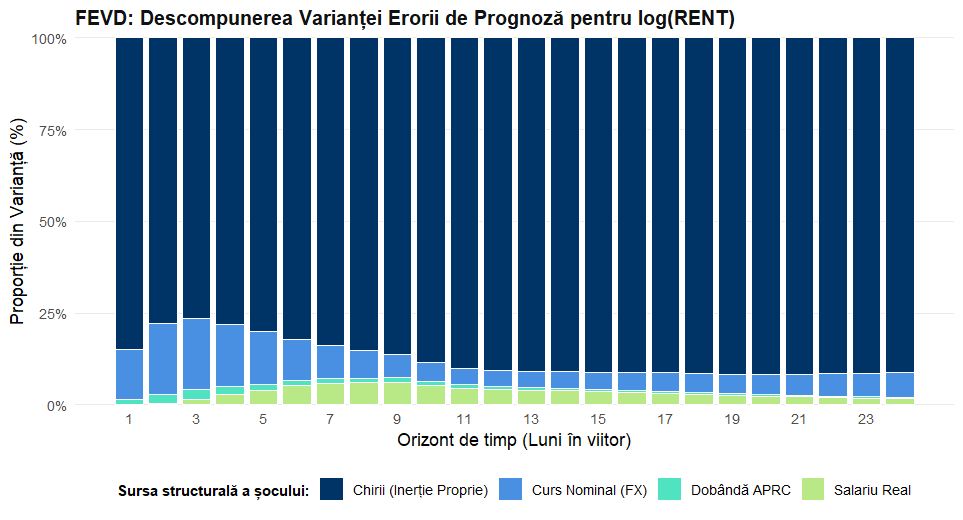 FEVD: Descompunerea Varianței Erorii de Prognoză pentru log(RENT)
100%
75%
50%
25%
0%
Proporție din Varianță (%)
1 3 5 7 9 11 13 15 17 19 21 23
Orizont de timp (Luni în viitor)
Sursa structurală a șocului: Chirii (Inerție Proprie) Curs Nominal (FX) Dobândă APRC Salariu Real